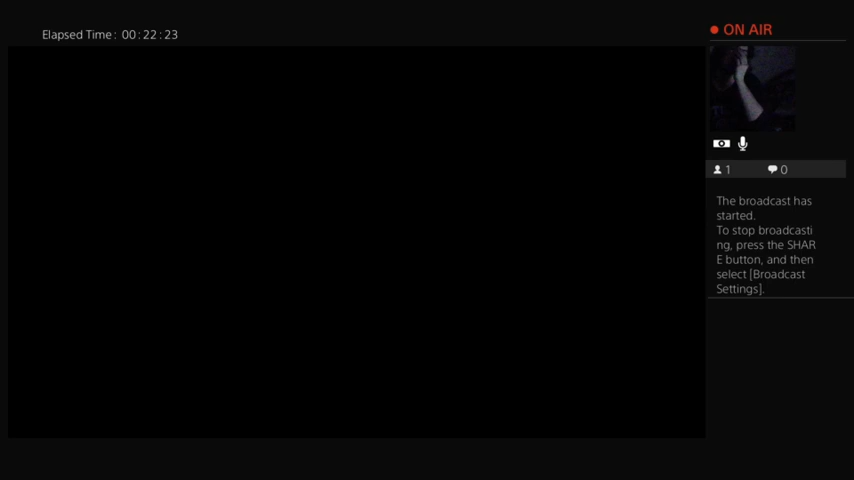 Elapsed Time: 00:22:23
ON AIR
1 0
The broadcast has
started.
To stop broadcasti
ng, press the SHAR
E button, and then
select [Broadcast
Settings].